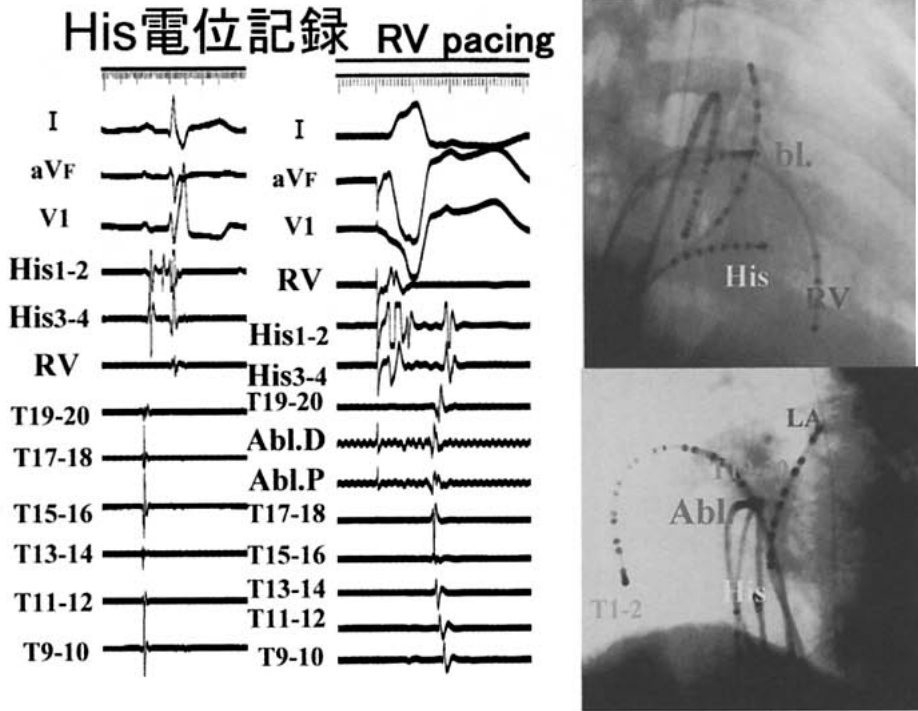 His電位記録
I
aVF
V1
His1-2
His3-4
RV
T19-20
T17-18
T15-16
T13-14
T11-12
T9-10
RV pacing
I
aVF
V1
RV
His1-2
His3-4
T19-20
Abl.D
Abl.P
T17-18
T15-16
T13-14
T11-12
T9-10
bl.
His
RV
LA
Abl.
His
T1-2